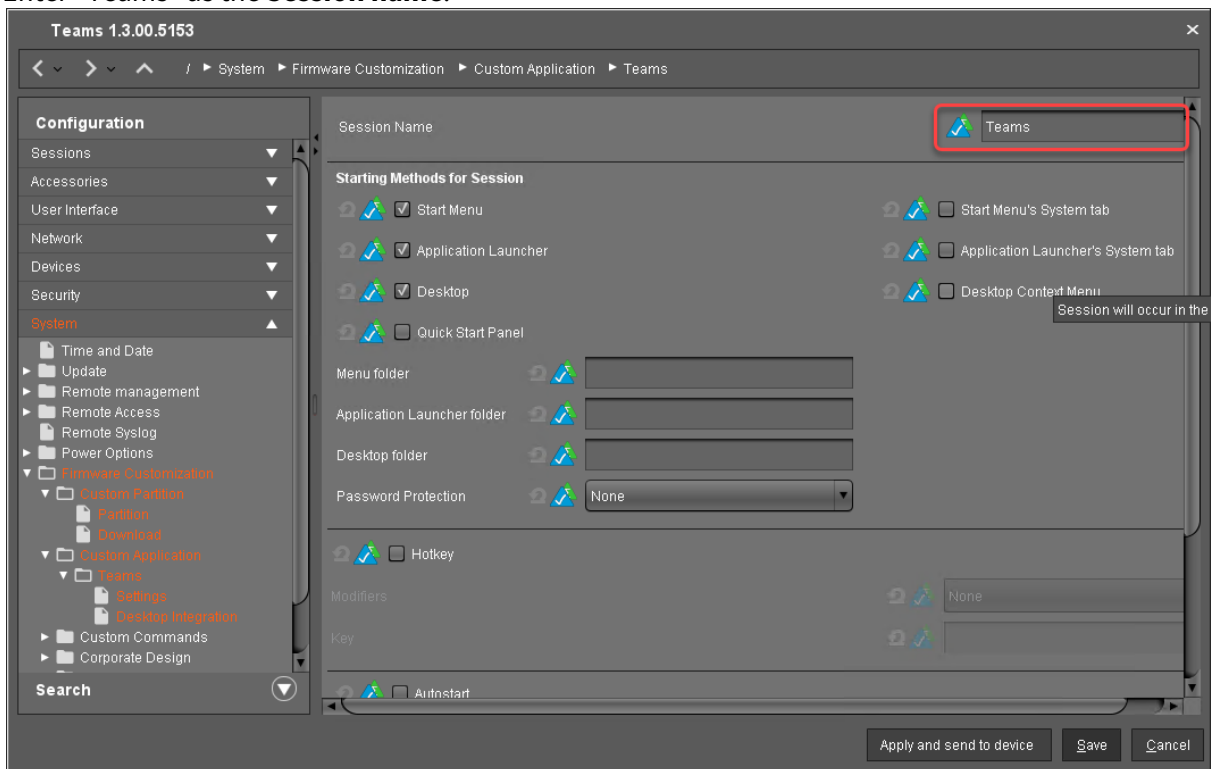 Enter "Teams" as the Session name.
Teams 1.3.00.5153
/ ► System ► Firmware Customization ► Custom Application ► Teams
Configuration
Sessions
Accessories
User Interface
Network
Devices
Security
System
Time and Date
Update
Remote management
Remote Access
Remote Syslog
Power Options
Firmware Customization
Custom Partition
Partition
Download
Custom Application
Teams
Settings
Desktop Integration
Custom Commands
Corporate Design
Search
Session Name Teams
Starting Methods for Session
Start Menu Start Menu's System tab
Application Launcher Application Launcher's System tab
Desktop Desktop Context Menu
Session will occur in the
Quick Start Panel
Menu folder
Application Launcher folder
Desktop folder
Password Protection None
Hotkey
Modifiers None
Key
Autostart
Apply and send to device Save Cancel